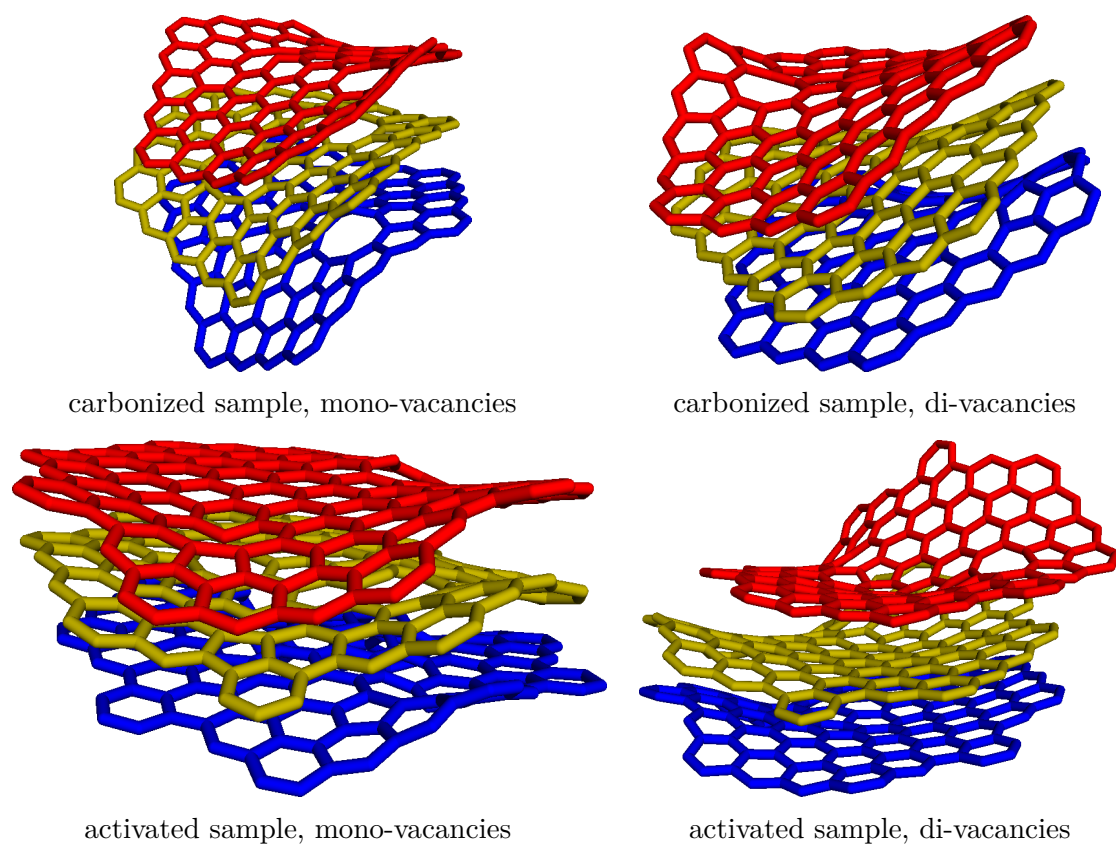 carbonized sample, mono-vacancies
carbonized sample, di-vacancies
activated sample, mono-vacancies
activated sample, di-vacancies